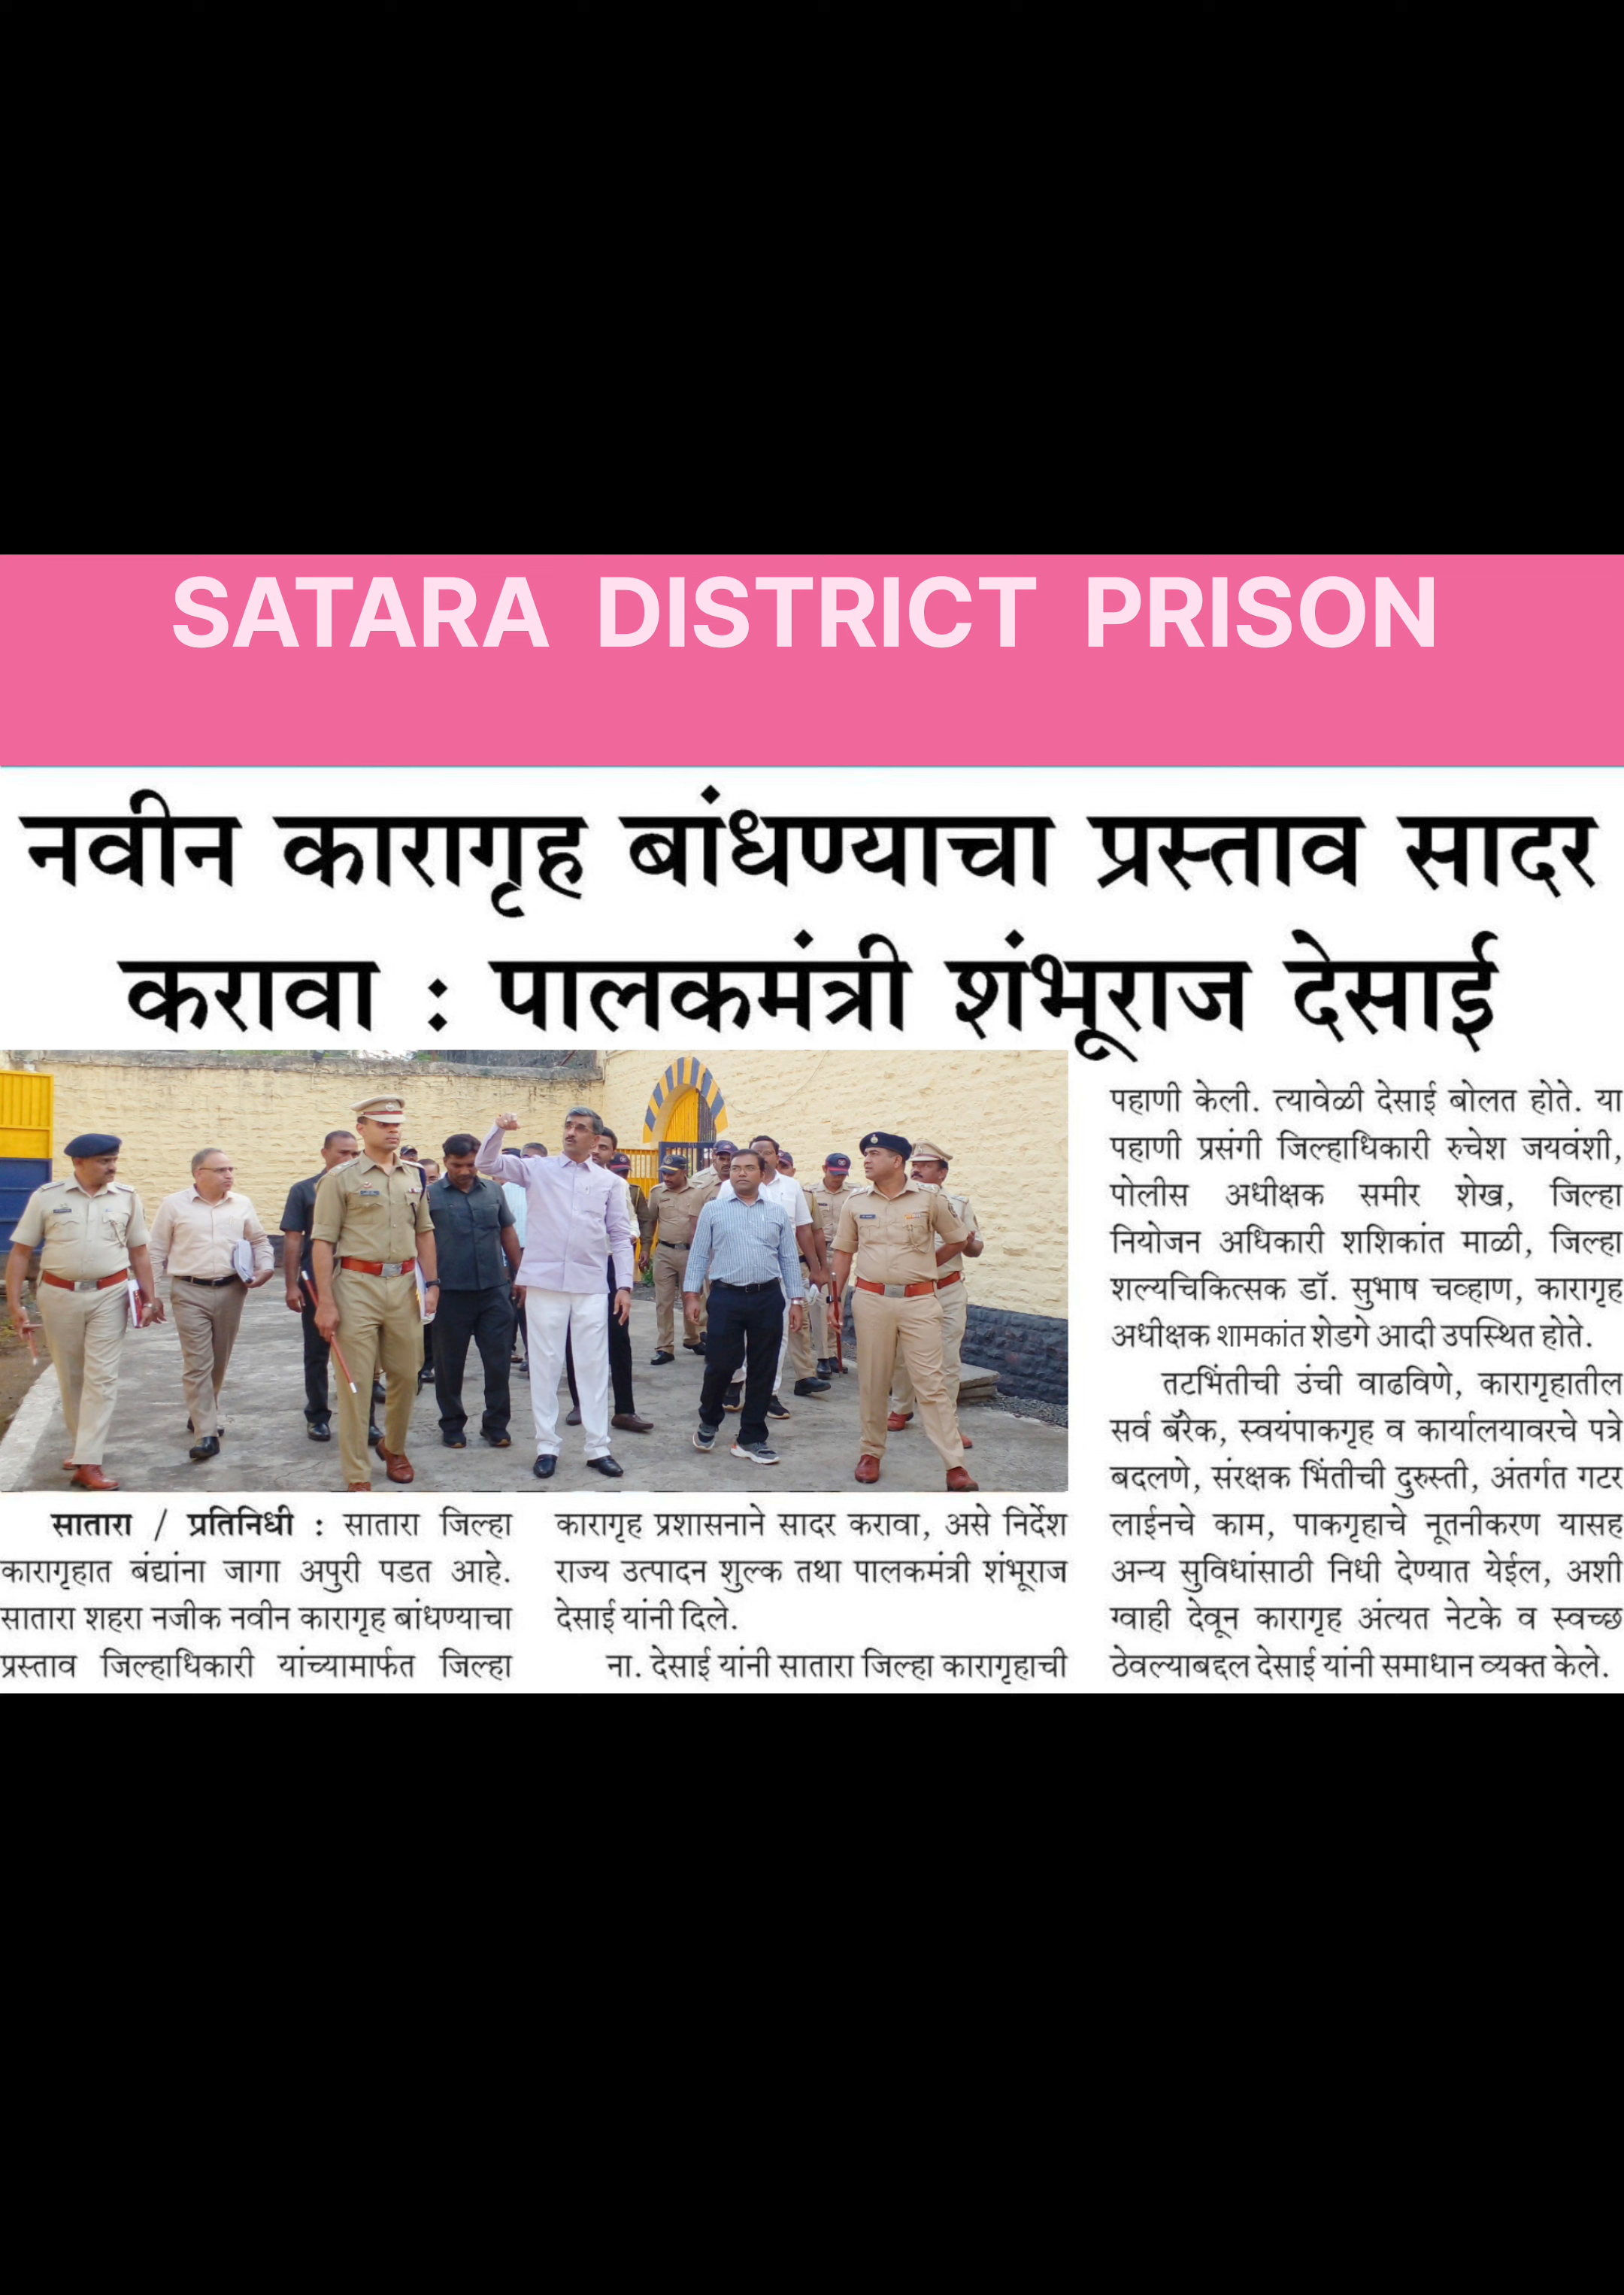 SATARA DISTRICT PRISON
नवीन कारागृह बांधण्याचा प्रस्ताव सादर
करावा : पालकमंत्री शंभूराज देसाई
सातारा / प्रतिनिधी : सातारा जिल्हा
कारागृहात बंद्यांना जागा अपुरी पडत आहे.
सातारा शहरा नजीक नवीन कारागृह बांधण्याचा
प्रस्ताव जिल्हाधिकारी यांच्यामार्फत जिल्हा
कारागृह प्रशासनाने सादर करावा, असे निर्देश
राज्य उत्पादन शुल्क तथा पालकमंत्री शंभूराज
देसाई यांनी दिले.
ना. देसाई यांनी सातारा जिल्हा कारागृहाची
पहाणी केली. त्यावेळी देसाई बोलत होते. या
पहाणी प्रसंगी जिल्हाधिकारी रुचेश जयवंशी,
पोलीस अधीक्षक समीर शेख, जिल्हा
नियोजन अधिकारी शशिकांत माळी, जिल्हा
शल्यचिकित्सक डॉ. सुभाष चव्हाण, कारागृह
अधीक्षक शामकांत शेडगे आदी उपस्थित होते.
तटभिंतीची उंची वाढविणे, कारागृहातील
सर्व बॅरेक, स्वयंपाकगृह व कार्यालयावरचे पत्रे
बदलणे, संरक्षक भिंतीची दुरुस्ती, अंतर्गत गटर
लाईनचे काम, पाकगृहाचे नूतनीकरण यासह
अन्य सुविधांसाठी निधी देण्यात येईल, अशी
ग्वाही देवून कारागृह अंत्यत नेटके व स्वच्छ
ठेवल्याबद्दल देसाई यांनी समाधान व्यक्त केले.